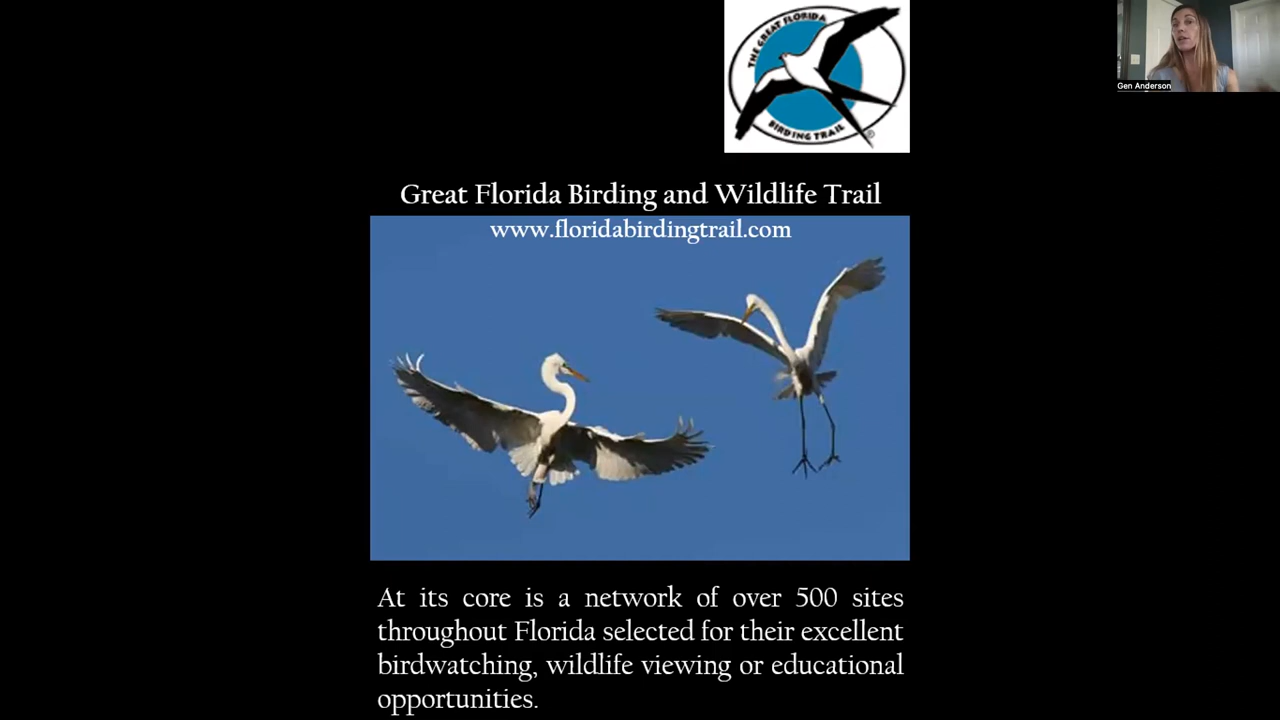 THE GREAT FLORIDA
BIRDING TRAIL
®
Gen Anderson
Great Florida Birding and Wildlife Trail
www.floridabirdingtrail.com
At its core is a network of over 500 sites
throughout Florida selected for their excellent
birdwatching, wildlife viewing or educational
opportunities.